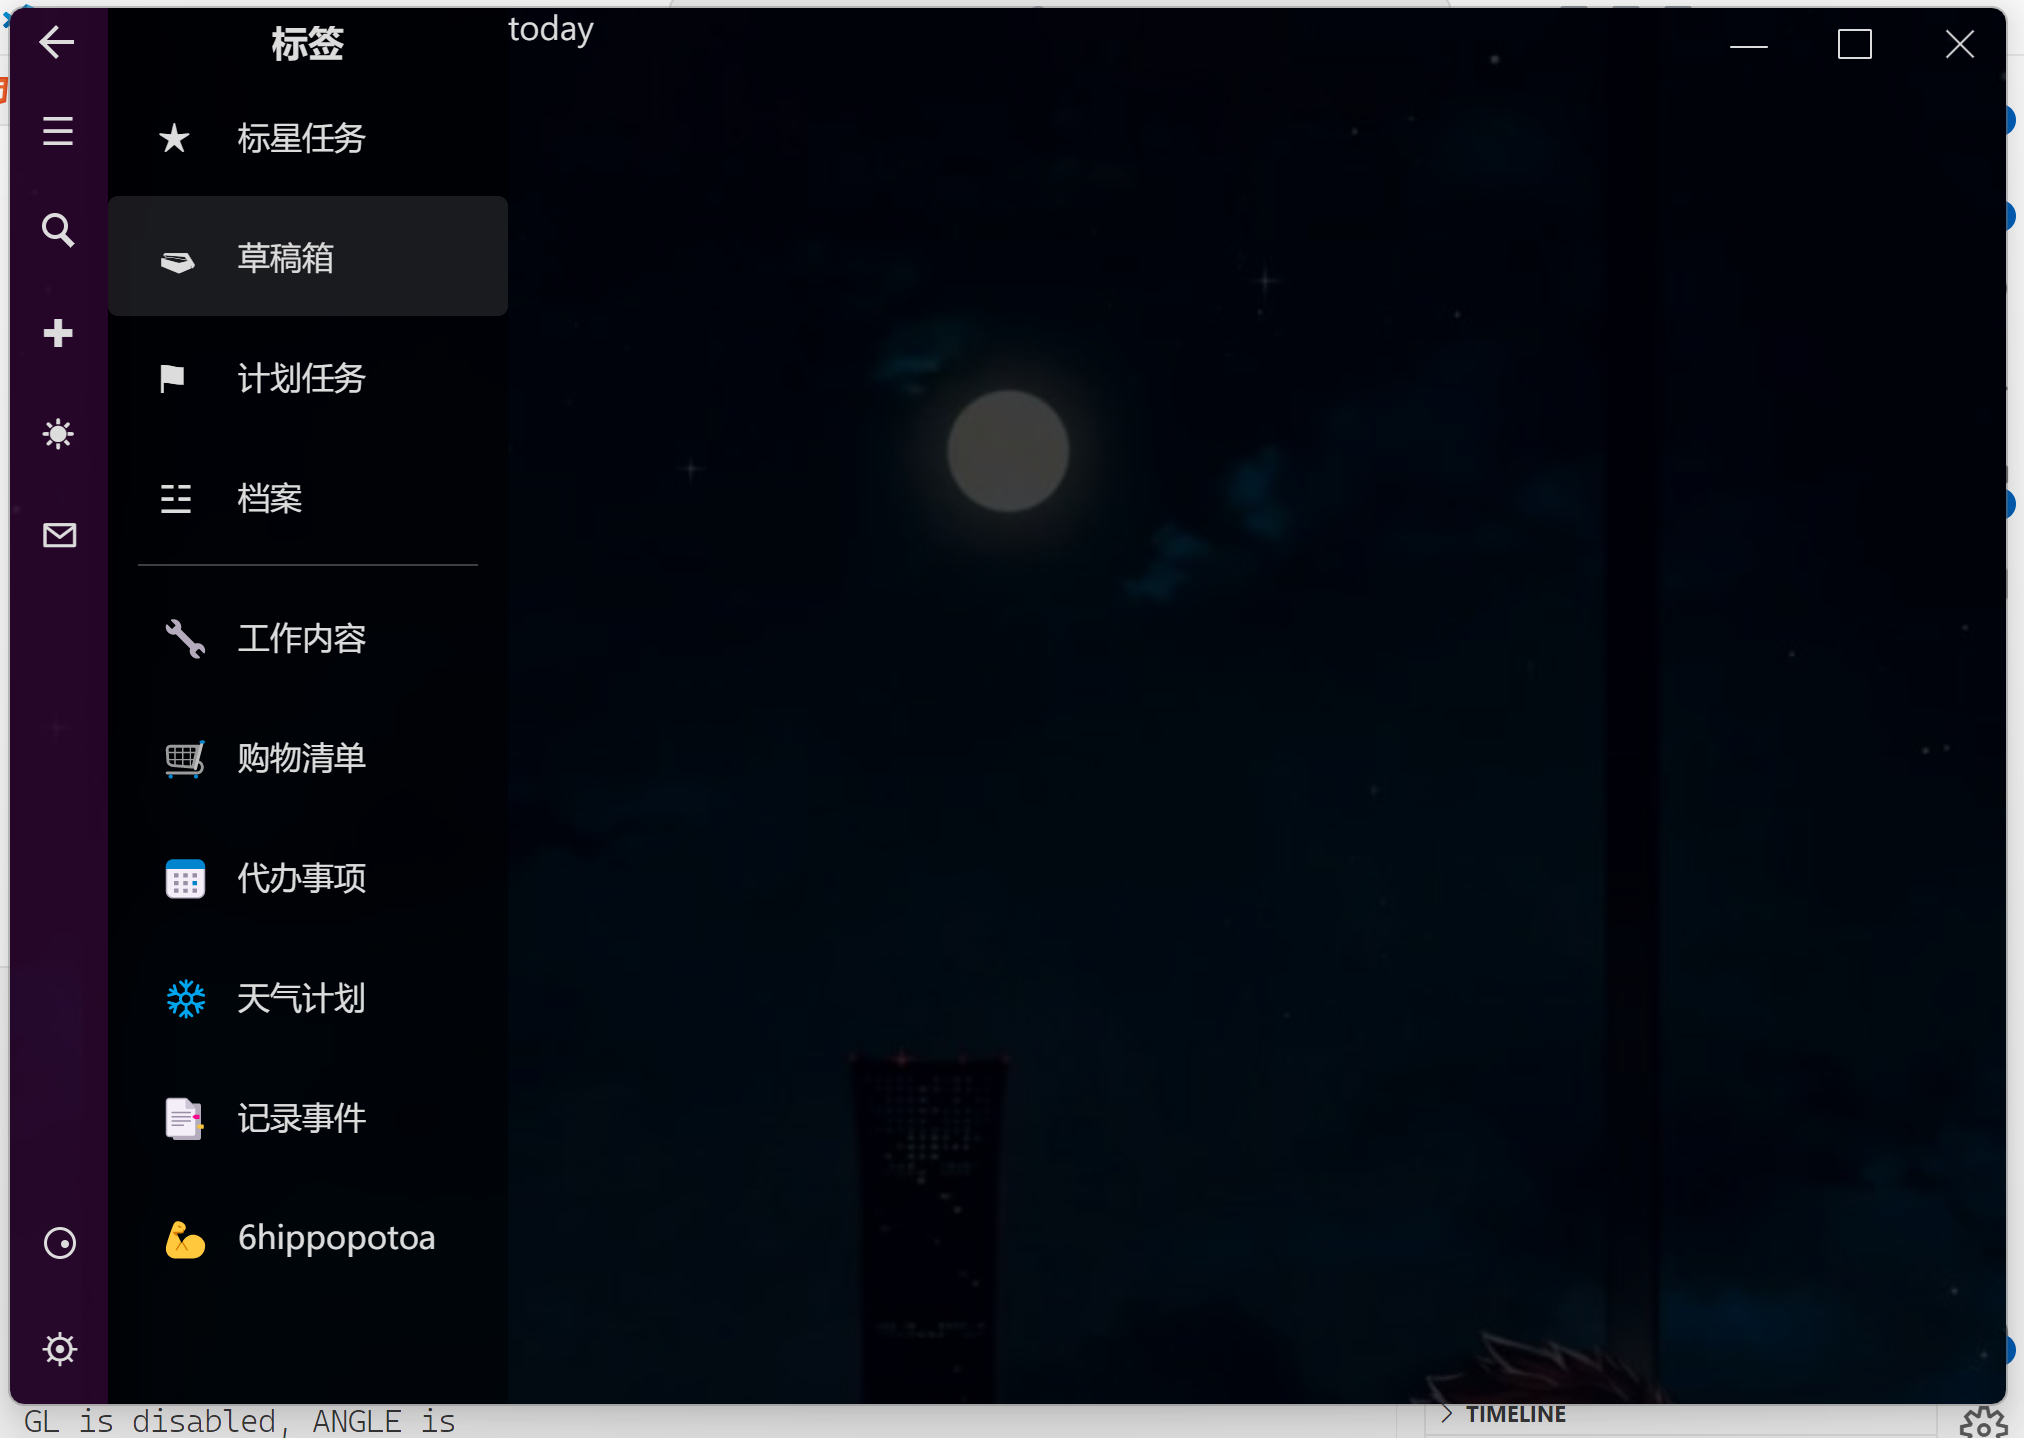 标签
today
标星任务
草稿箱
计划任务
档案
工作内容
购物清单
代办事项
天气计划
记录事件
6hippopotoa
GL is disabled, ANGLE is
TIMELINE